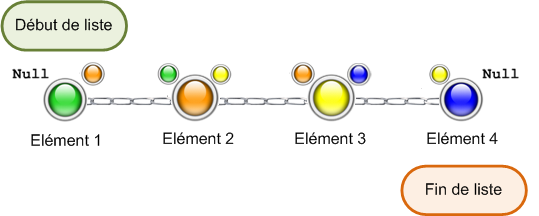 Début de liste
Null
Null
Elément 1
Elément 2
Elément 3
Elément 4
Fin de liste